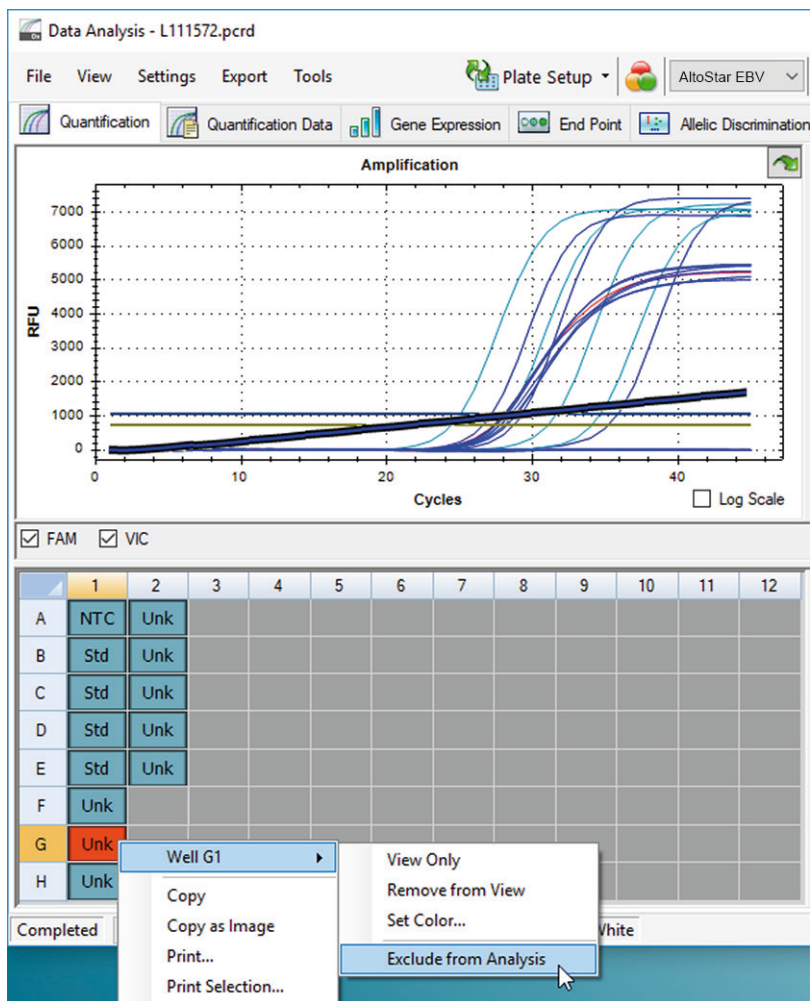 Data Analysis - L111572.pcrd
File View Settings Export Tools Plate Setup AltoStar EBV
Quantification Quantification Data Gene Expression End Point Allelic Discrimination
Amplification
7000
6000
5000
4000
3000
2000
1000
0
RFU
0 10 20 30 40
Cycles
Log Scale
FAM VIC
1 2 3 4 5 6 7 8 9 10 11 12
A NTC Unk
B Std Unk
C Std Unk
D Std Unk
E Std Unk
F Unk
G Unk
H Unk
Well G1
Copy
Copy as Image
Print...
Print Selection...
View Only
Remove from View
Set Color...
Exclude from Analysis
Completed